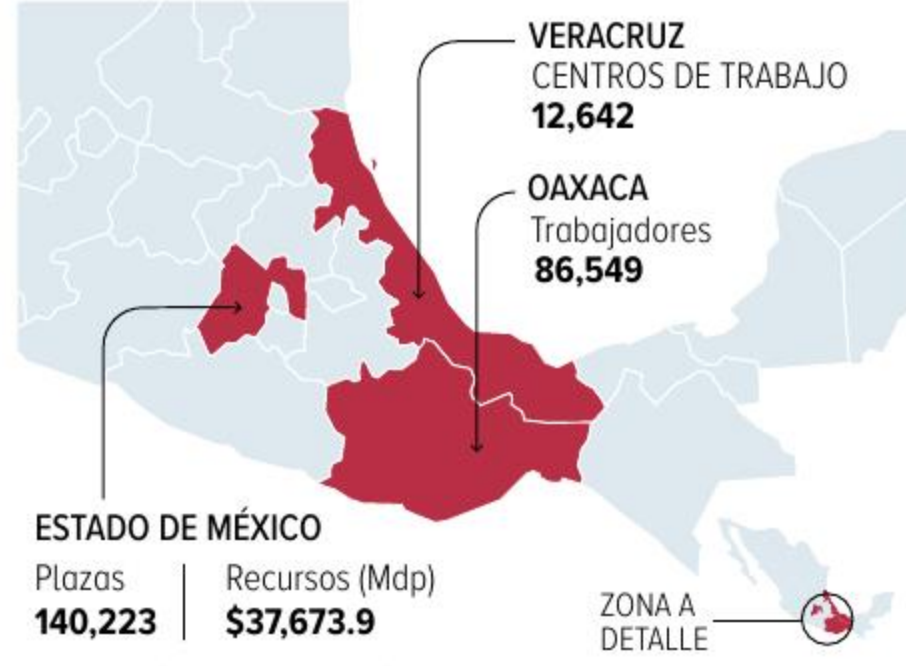 VERACRUZ
CENTROS DE TRABAJO
12,642
OAXACA
Trabajadores
86,549
ESTADO DE MÉXICO
Plazas
140,223
Recursos (Mdp)
$37,673.9
ZONA A
DETALLE